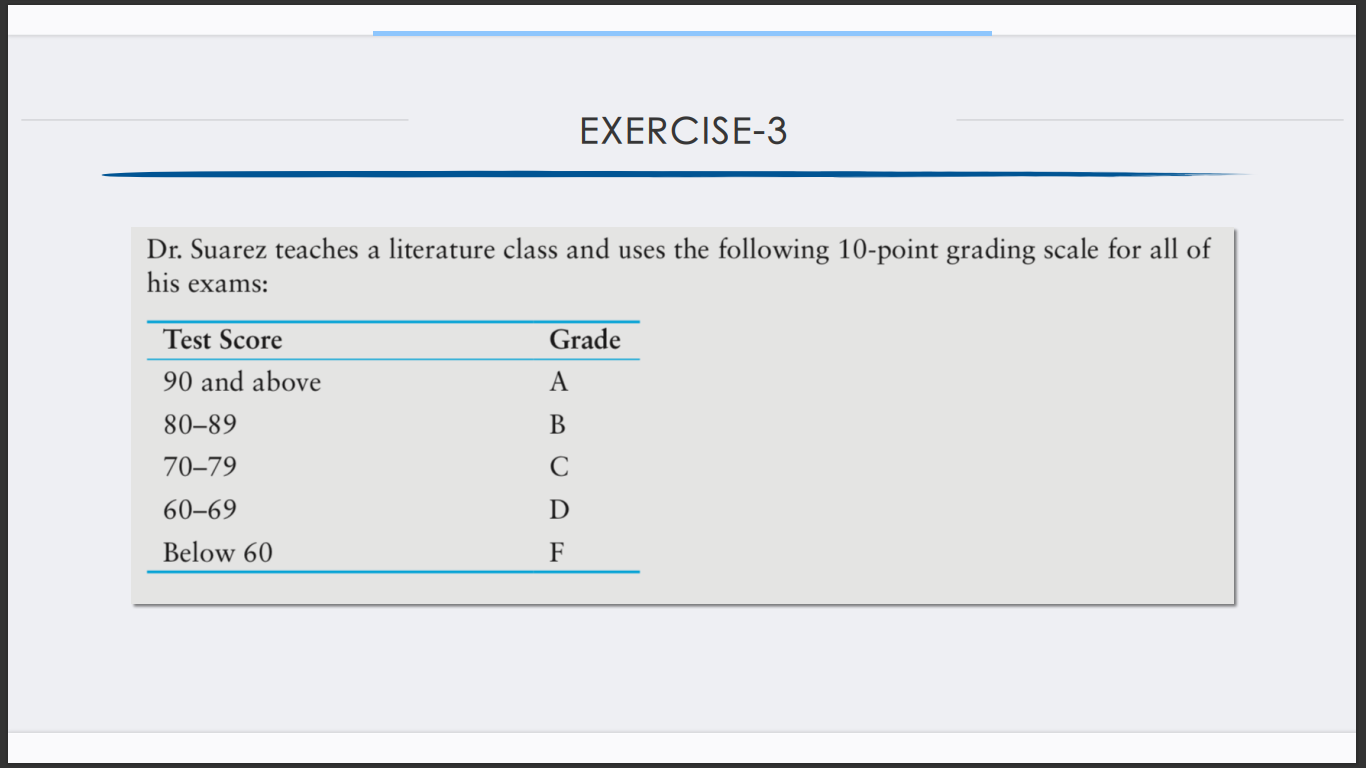 EXERCISE-3
Dr. Suarez teaches a literature class and uses the following 10-point grading scale for all of
his exams:
Test Score Grade
90 and above A
80–89 B
70–79 C
60–69 D
Below 60 F